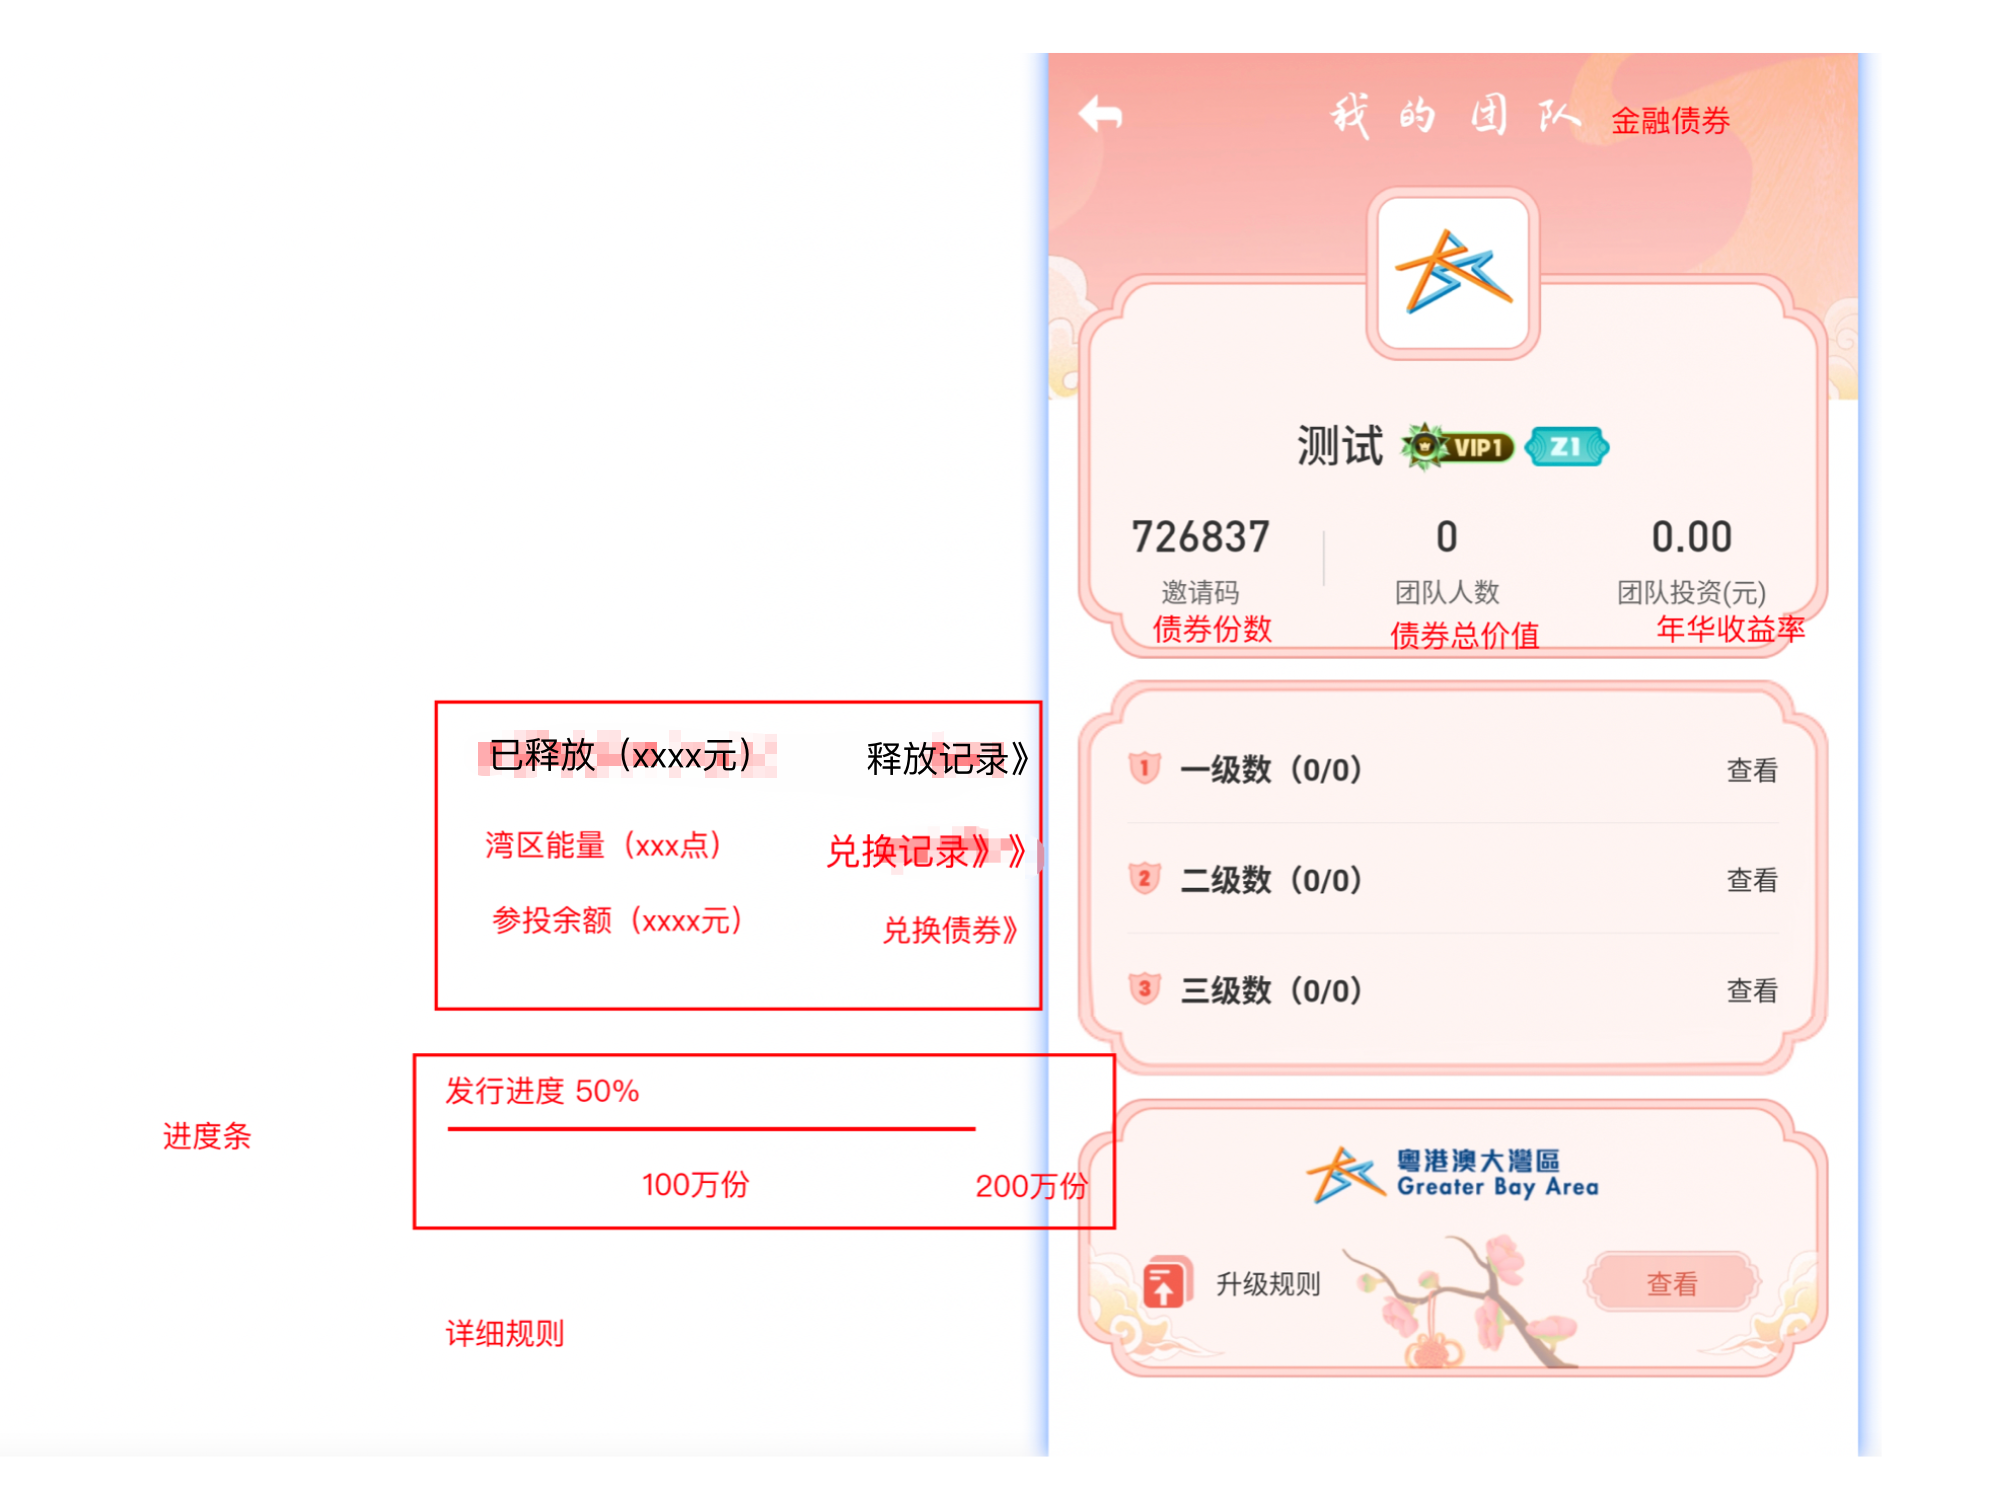 我的团队 金融债券
测试 VIP1 Z1
726837 0 0.00
邀请码 团队人数 团队投资(元)
债券份数 债券总价值 年华收益率
已释放（xxxx元） 释放记录》
湾区能量（xxx点） 兑换记录》》
参投余额（xxxx元） 兑换债券》
1 一级数（0/0） 查看
2 二级数（0/0） 查看
3 三级数（0/0） 查看
进度条
发行进度 50%
100万份 200万份
详细规则
粤港澳大灣區
Greater Bay Area
升级规则 查看